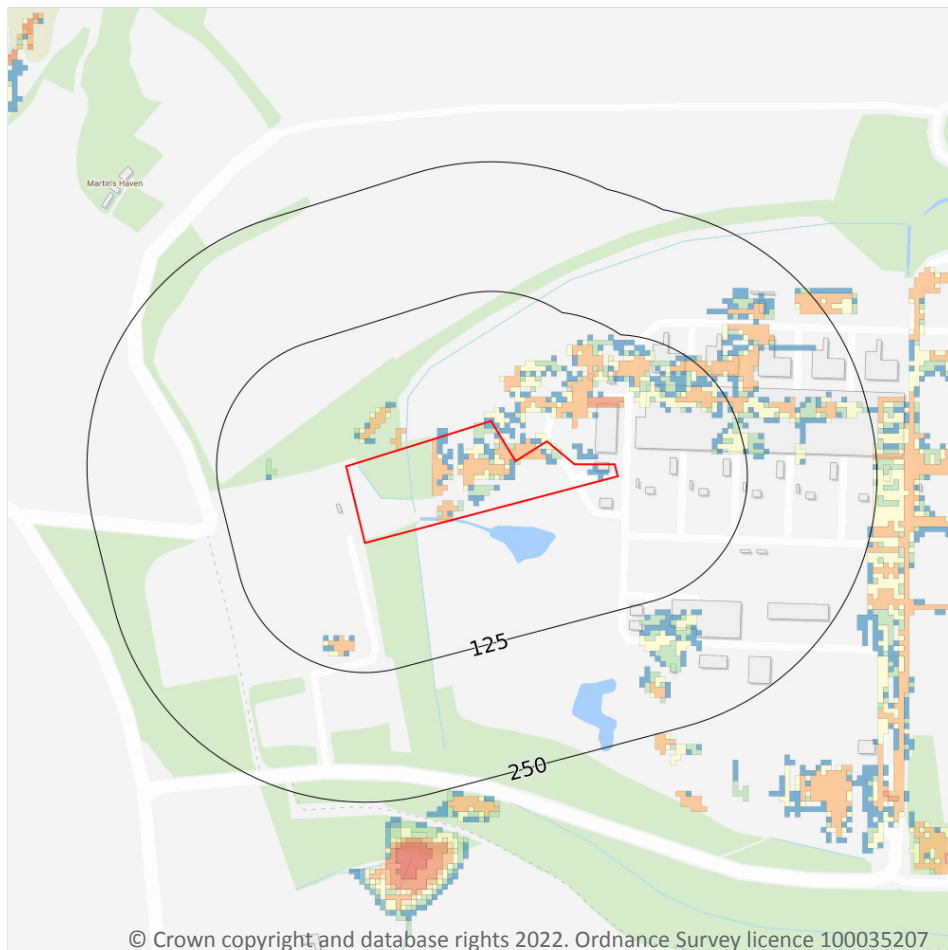 Martin's Haven
125
250
© Crown copyright and database rights 2022. Ordnance Survey licence 100035207